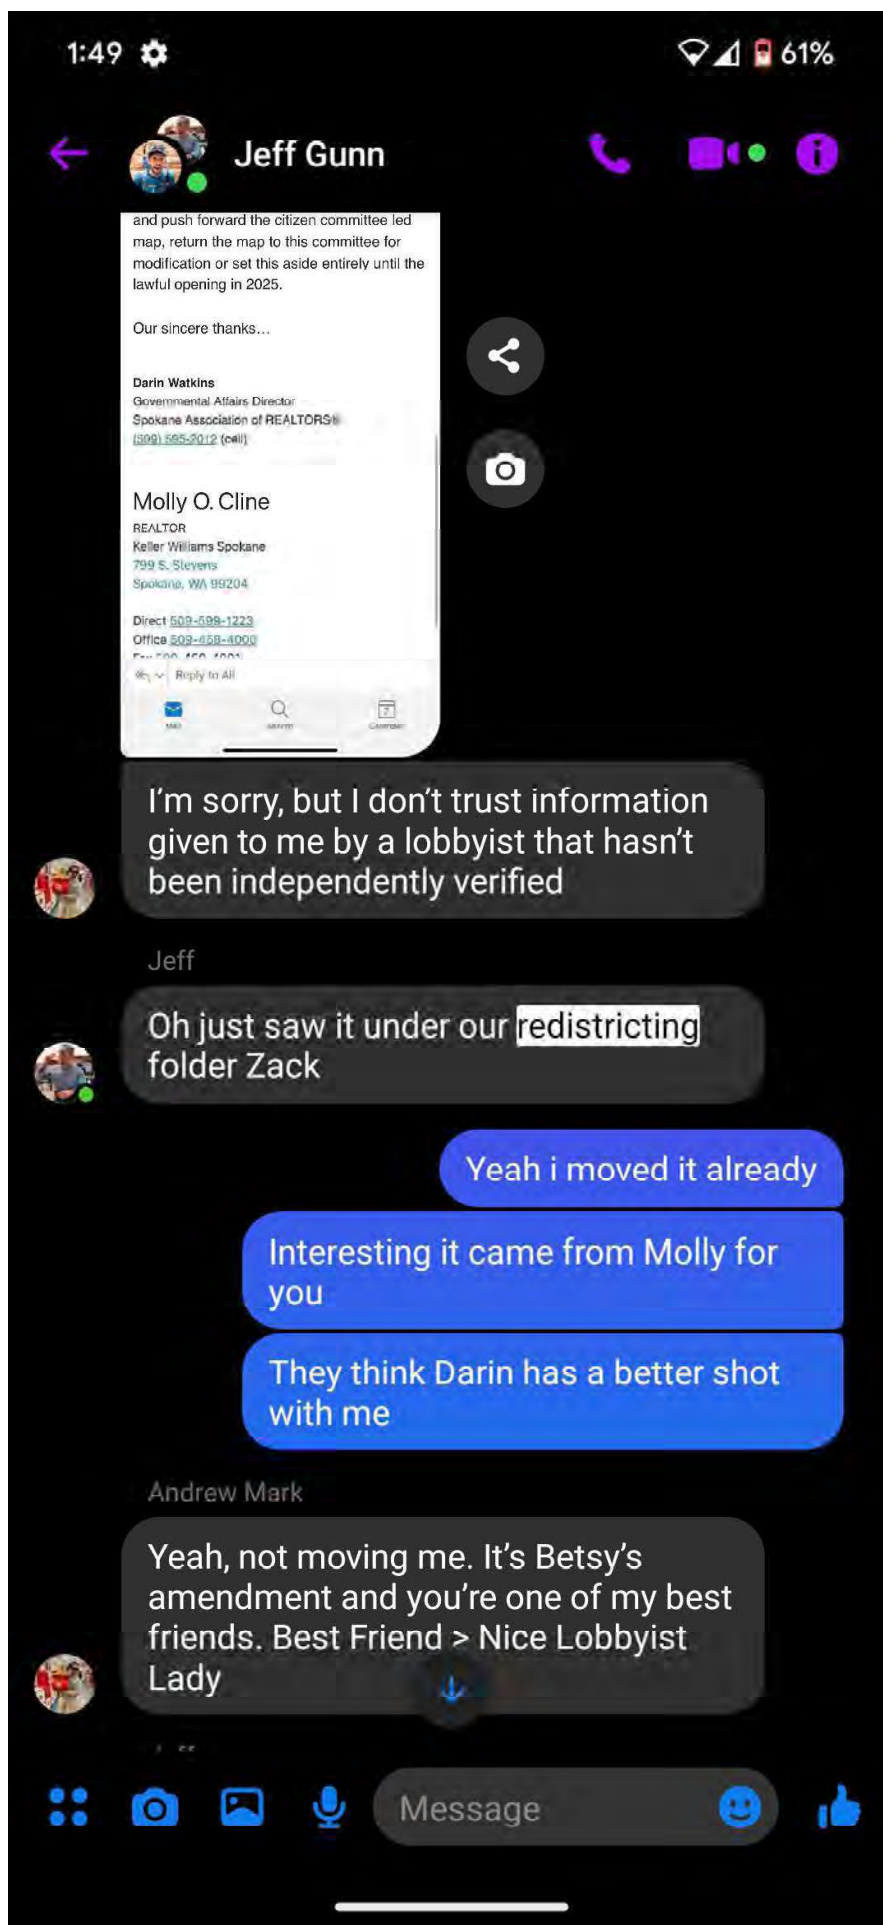 1:49
61%
Jeff Gunn
and push forward the citizen committee led
map, return the map to this committee for
modification or set this aside entirely until the
lawful opening in 2025.
Our sincere thanks...
Darin Watkins
Governmental Affairs Director
Spokane Association of REALTORS®
(509) 595-2012 (cell)
Molly O. Cline
REALTOR
Keller Williams Spokane
799 S. Stevens
Spokane, WA 99204
Direct 509-599-1223
Office 509-458-4000
Reply to All
I'm sorry, but I don't trust information
given to me by a lobbyist that hasn't
been independently verified
Jeff
Oh just saw it under our redistricting
folder Zack
Yeah i moved it already
Interesting it came from Molly for
you
They think Darin has a better shot
with me
Andrew Mark
Yeah, not moving me. It's Betsy's
amendment and you're one of my best
friends. Best Friend > Nice Lobbyist
Lady
Message